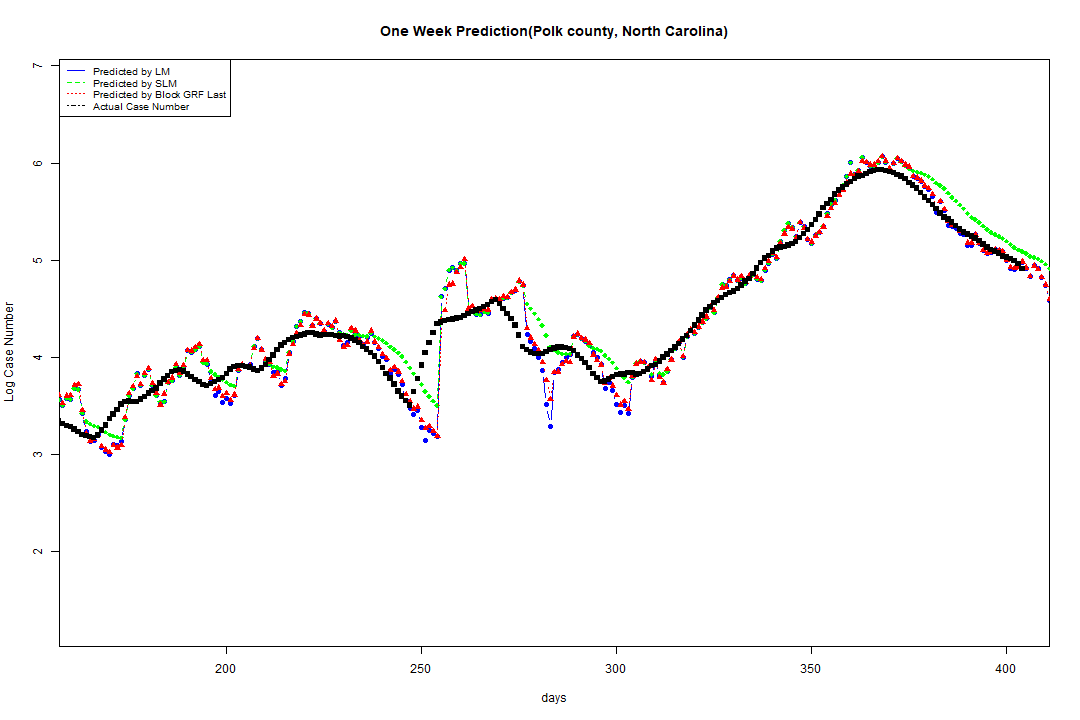 One Week Prediction(Polk county, North Carolina)
Predicted by LM
Predicted by SLM
Predicted by Block GRF Last
Actual Case Number
Log Case Number
7
6
5
4
3
2
200 250 300 350 400
days